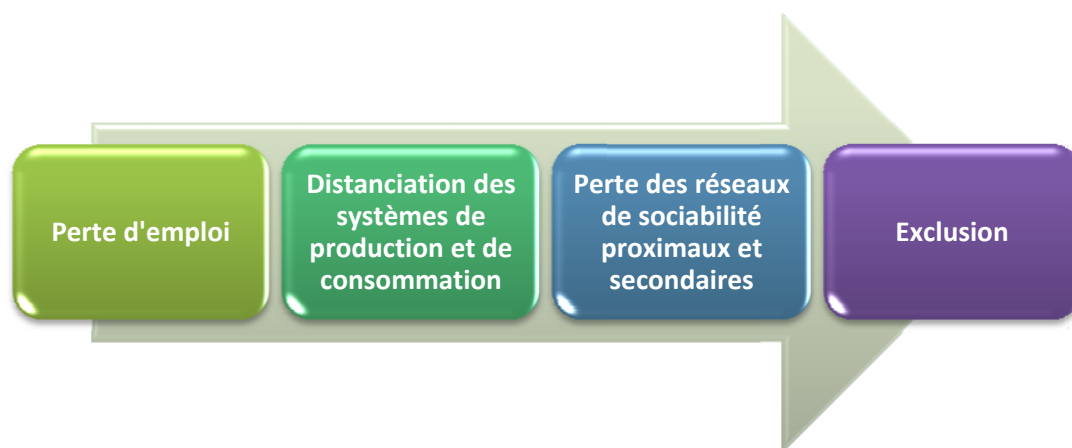 Perte d'emploi
Distanciation des
systèmes de
production et de
consommation
Perte des réseaux
de sociabilité
proximaux et
secondaires
Exclusion